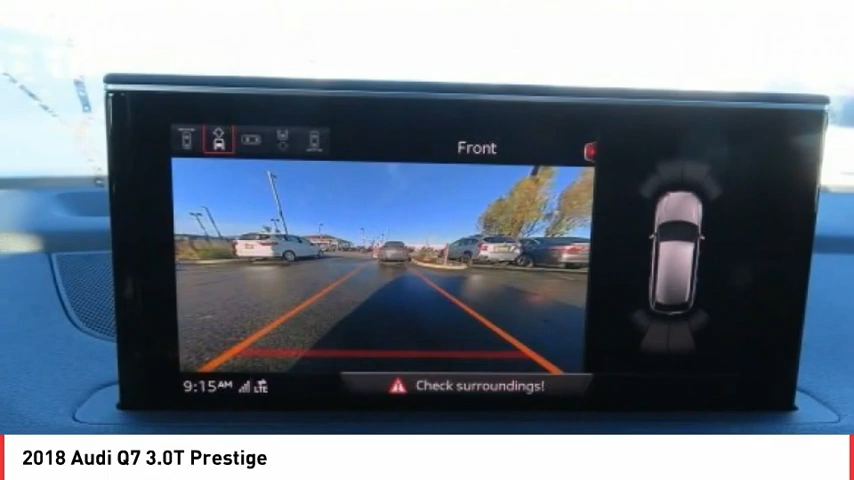 Front
9:15AM LTE
Check surroundings!
2018 Audi Q7 3.0T Prestige